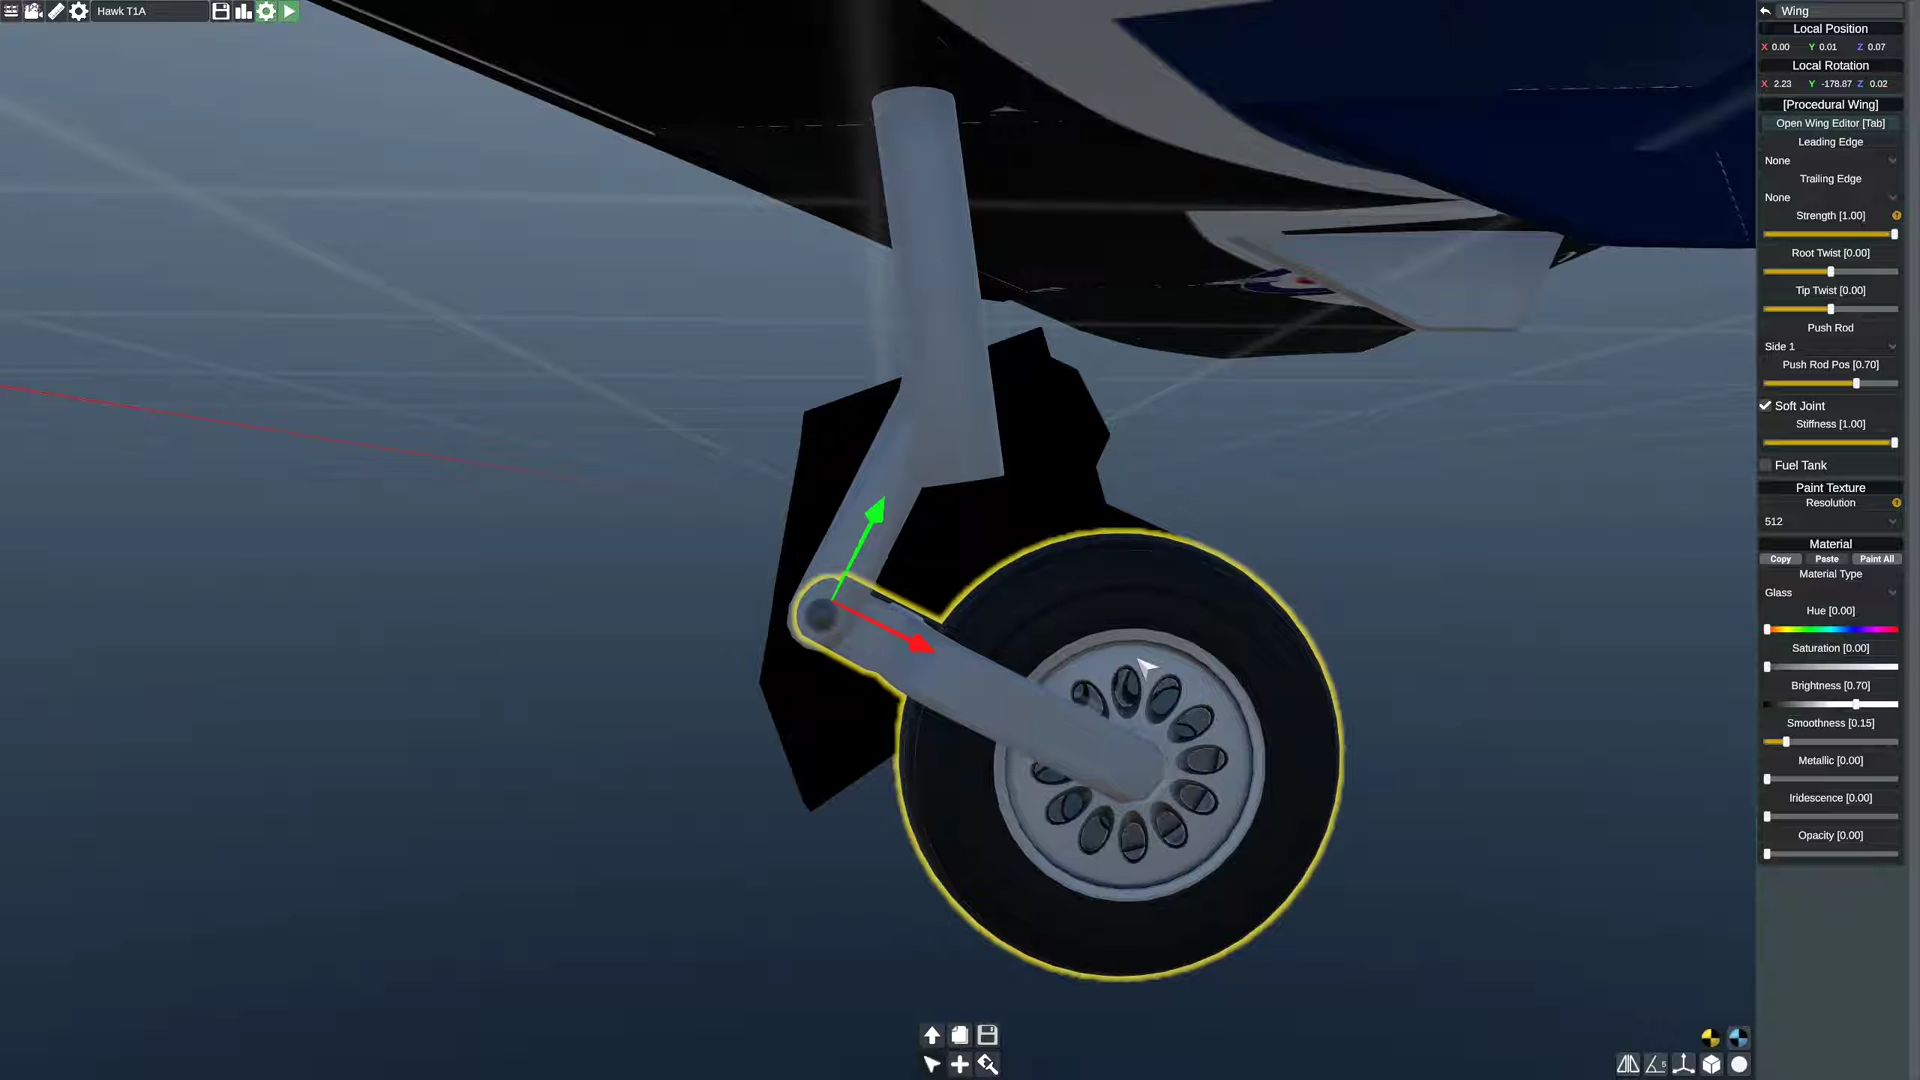 Hawk T1A
Wing
Local Position
X 0.00 Y 0.01 Z 0.07
Local Rotation
X 2.23 Y -178.87 Z 0.02
[Procedural Wing]
Open Wing Editor [Tab]
Leading Edge
None
Trailing Edge
None
Strength [1.00]
Root Twist [0.00]
Tip Twist [0.00]
Push Rod
Side 1
Push Rod Pos [0.70]
Soft Joint
Stiffness [1.00]
Fuel Tank
Paint Texture
Resolution
512
Material
Copy Paste Paint All
Material Type
Glass
Hue [0.00]
Saturation [0.00]
Brightness [0.70]
Smoothness [0.15]
Metallic [0.00]
Iridescence [0.00]
Opacity [0.00]